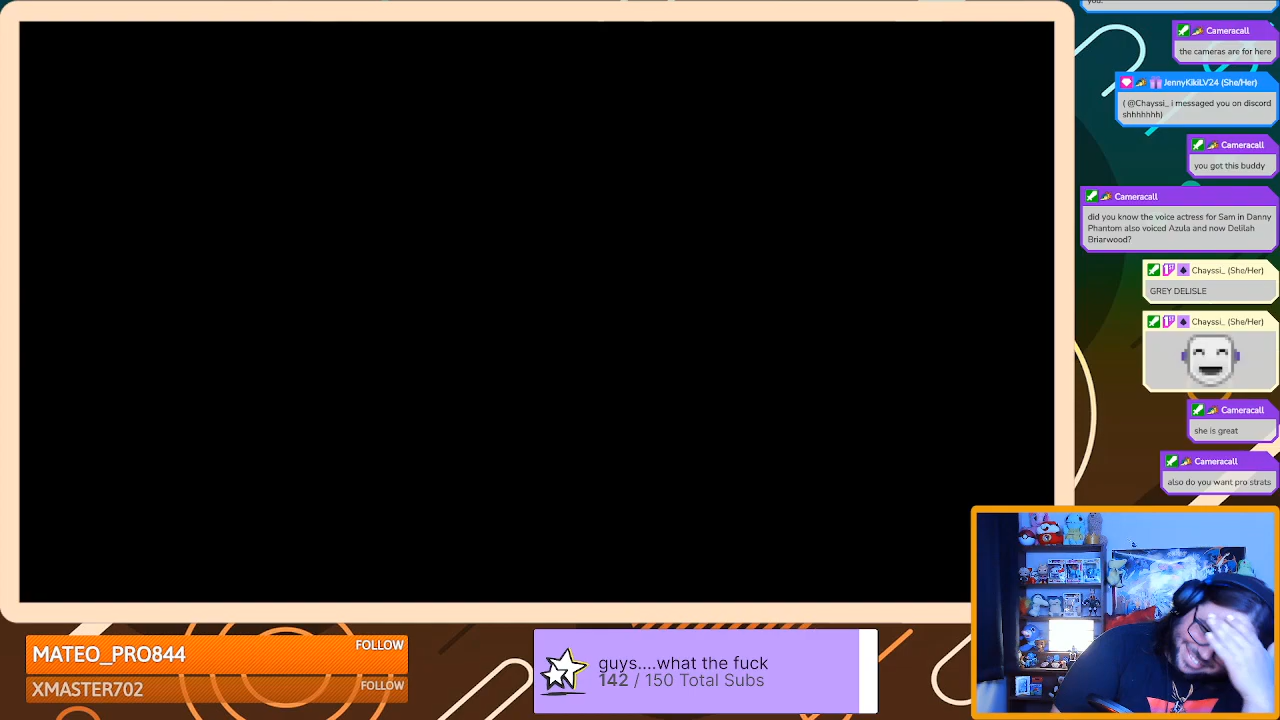 you.
Cameracall
the cameras are for here
JennyKikiLV24 (She/Her)
( @Chayssi_ i messaged you on discord
shhhhhhh)
Cameracall
you got this buddy
Cameracall
did you know the voice actress for Sam in Danny
Phantom also voiced Azula and now Delilah
Briarwood?
Chayssi_ (She/Her)
GREY DELISLE
Chayssi_ (She/Her)
Cameracall
she is great
Cameracall
also do you want pro strats
MATEO_PRO844 FOLLOW
XMASTER702 FOLLOW
guys....what the fuck
142 / 150 Total Subs